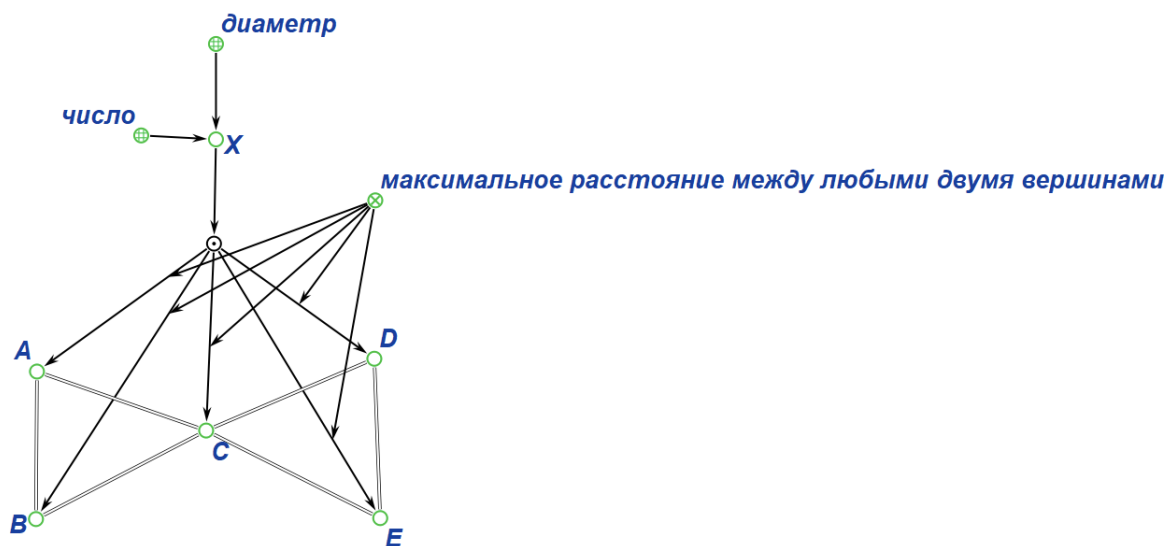 диаметр
число
X
максимальное расстояние между любыми двумя вершинами
A
D
C
B
E